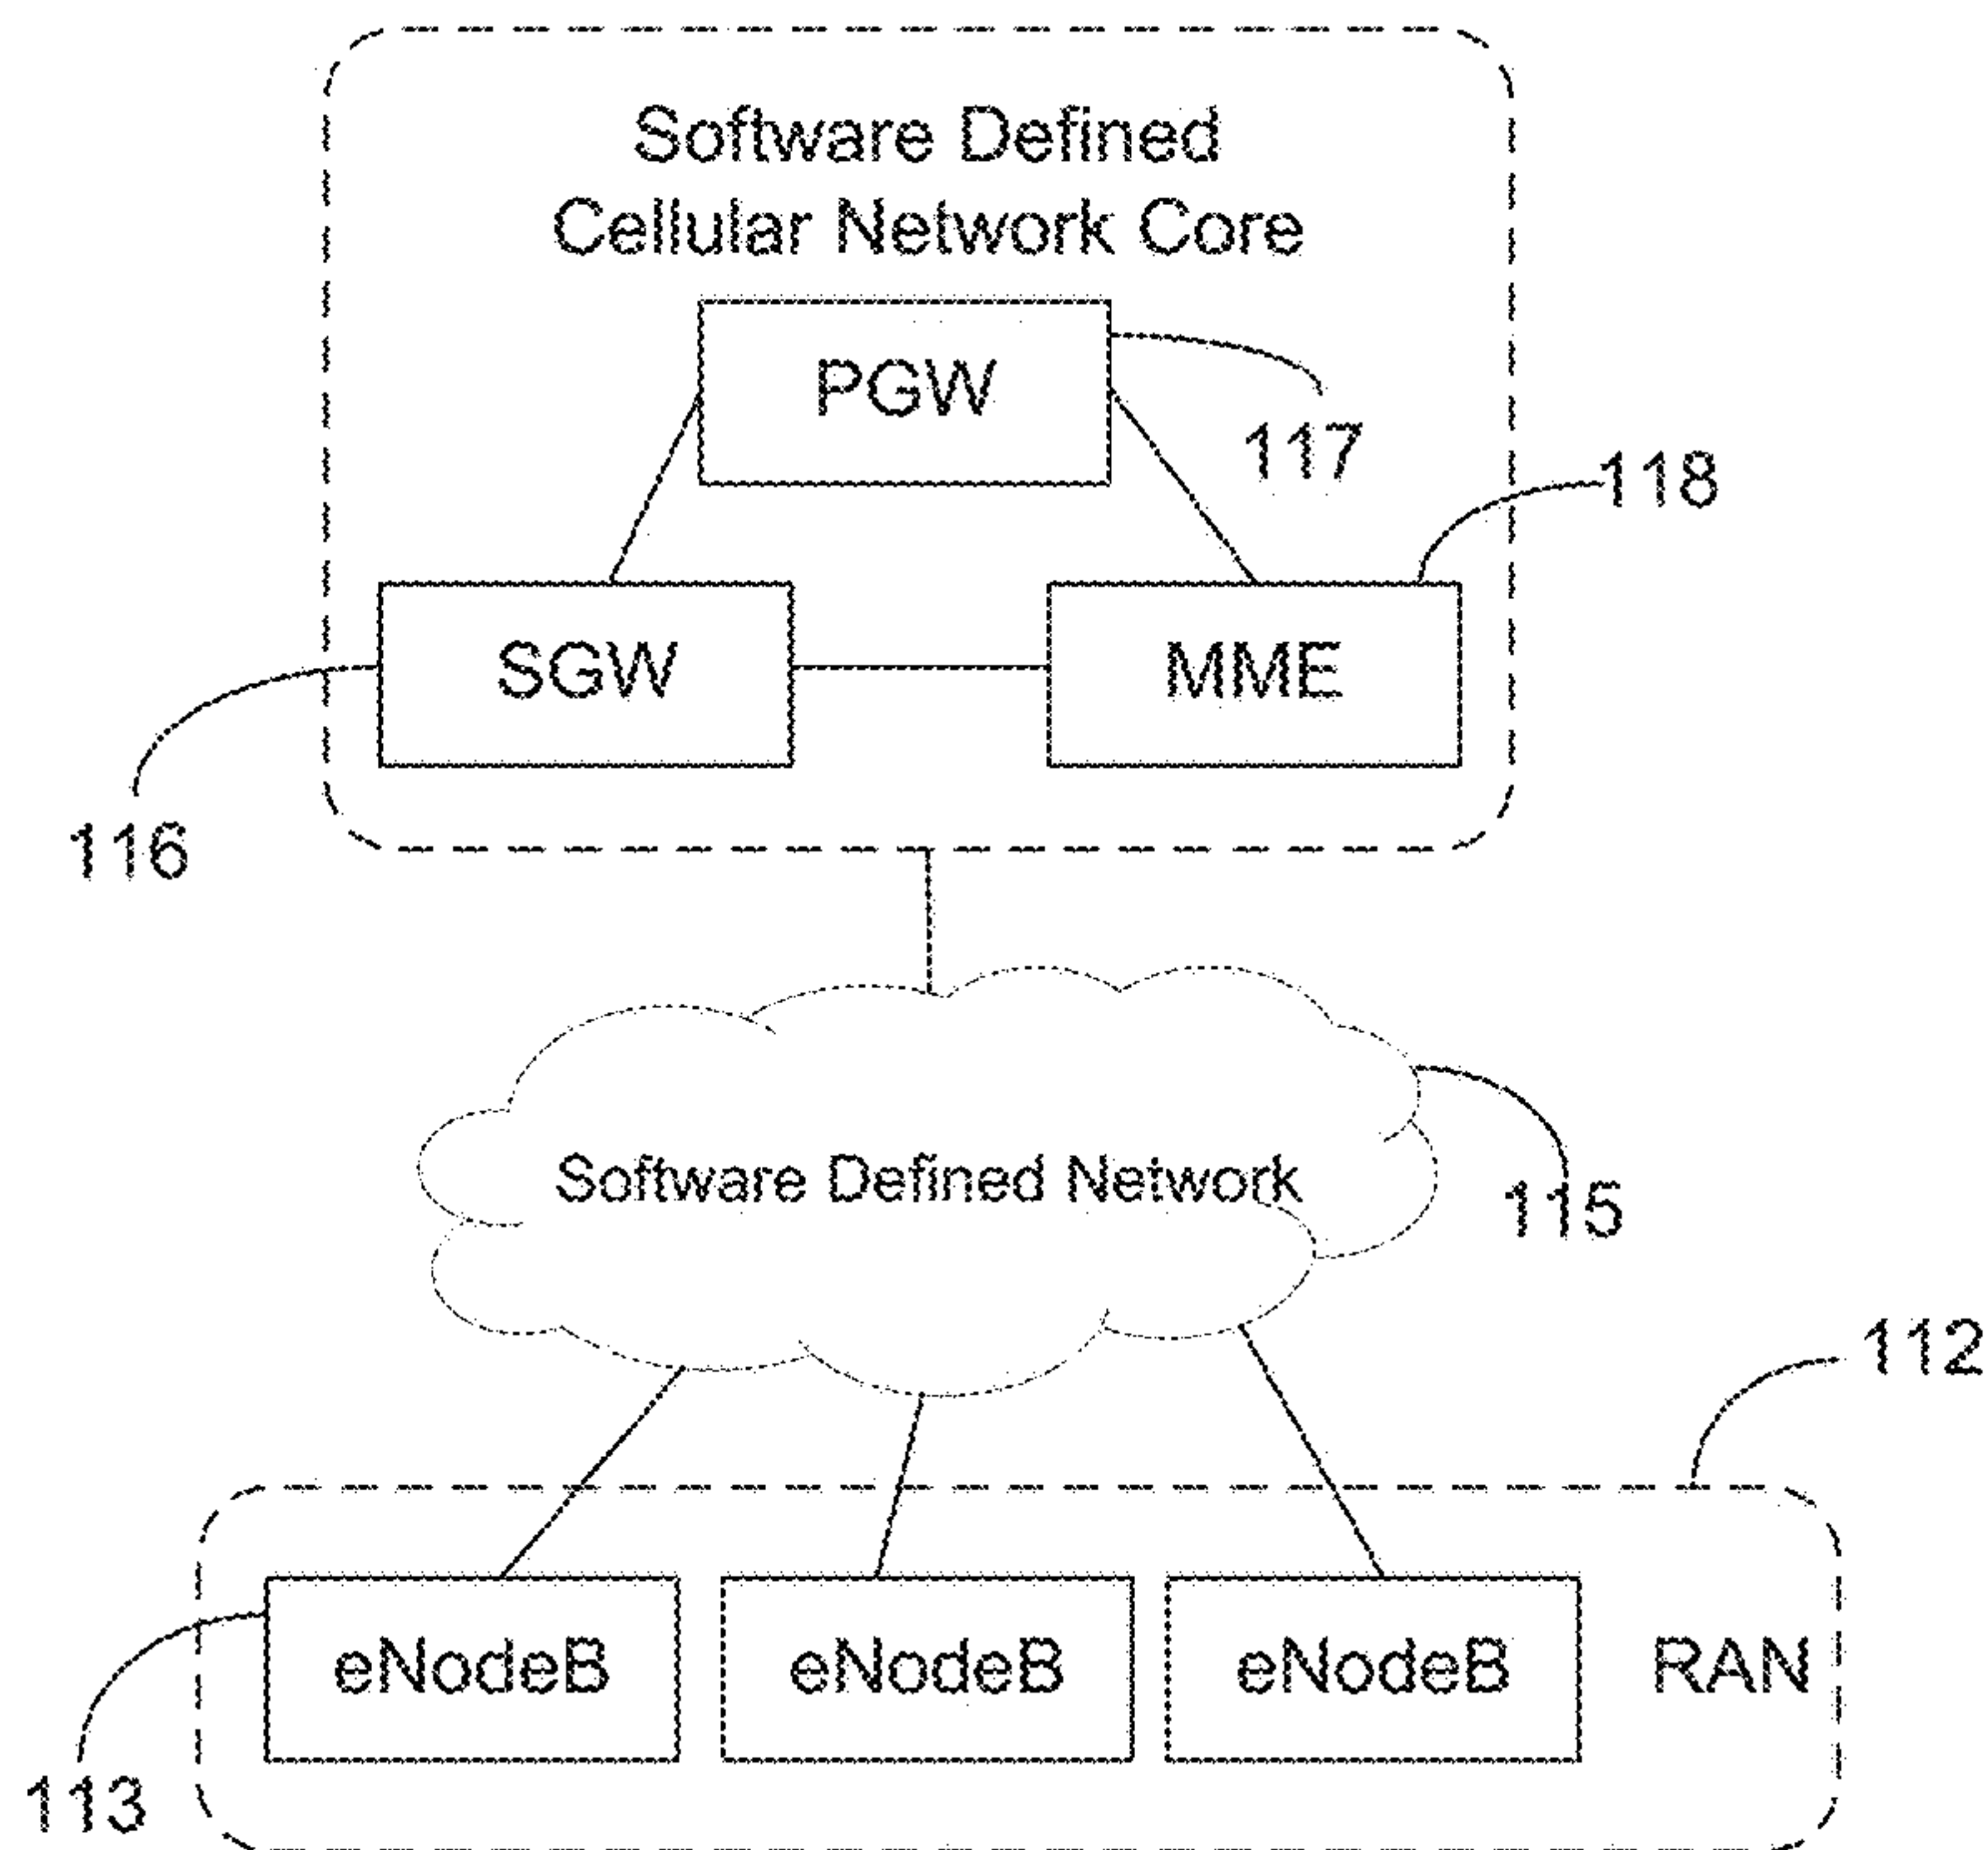 Software Defined
Cellular Network Core
PGW
117
118
SGW
MME
116
Software Defined Network
115
112
eNodeB
eNodeB
eNodeB
RAN
113